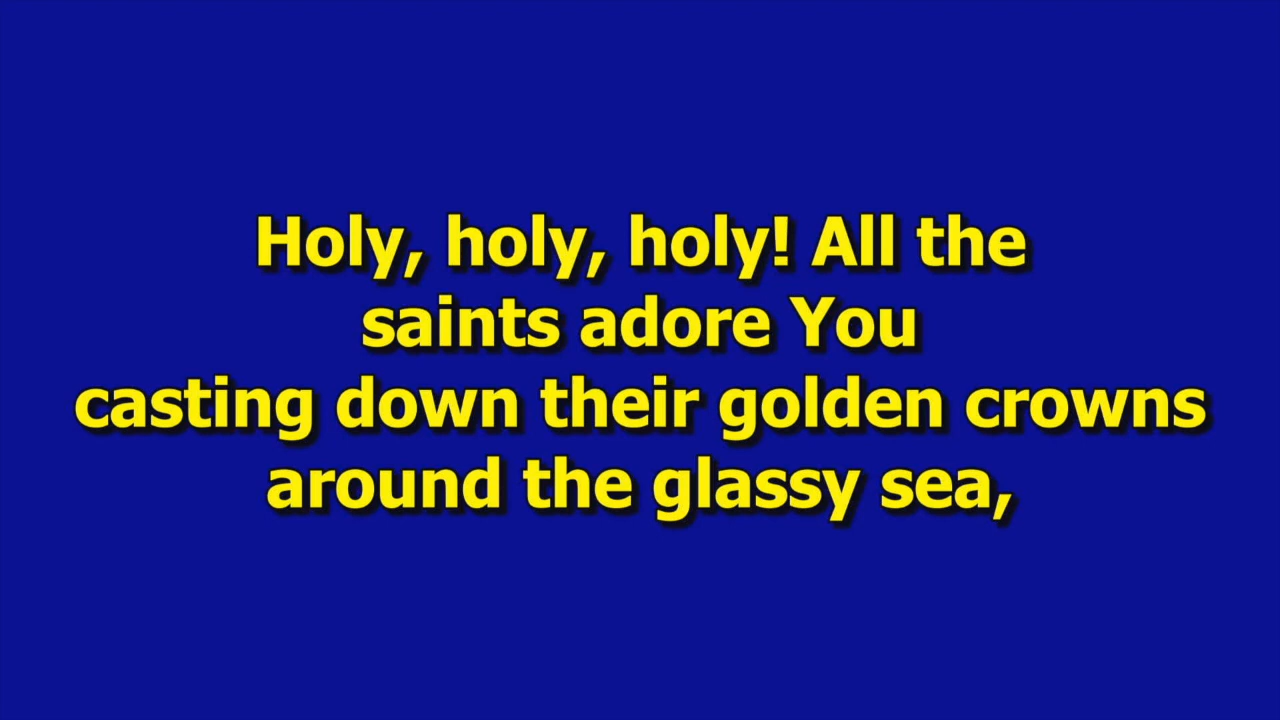 Holy, holy, holy! All the
saints adore You
casting down their golden crowns
around the glassy sea,